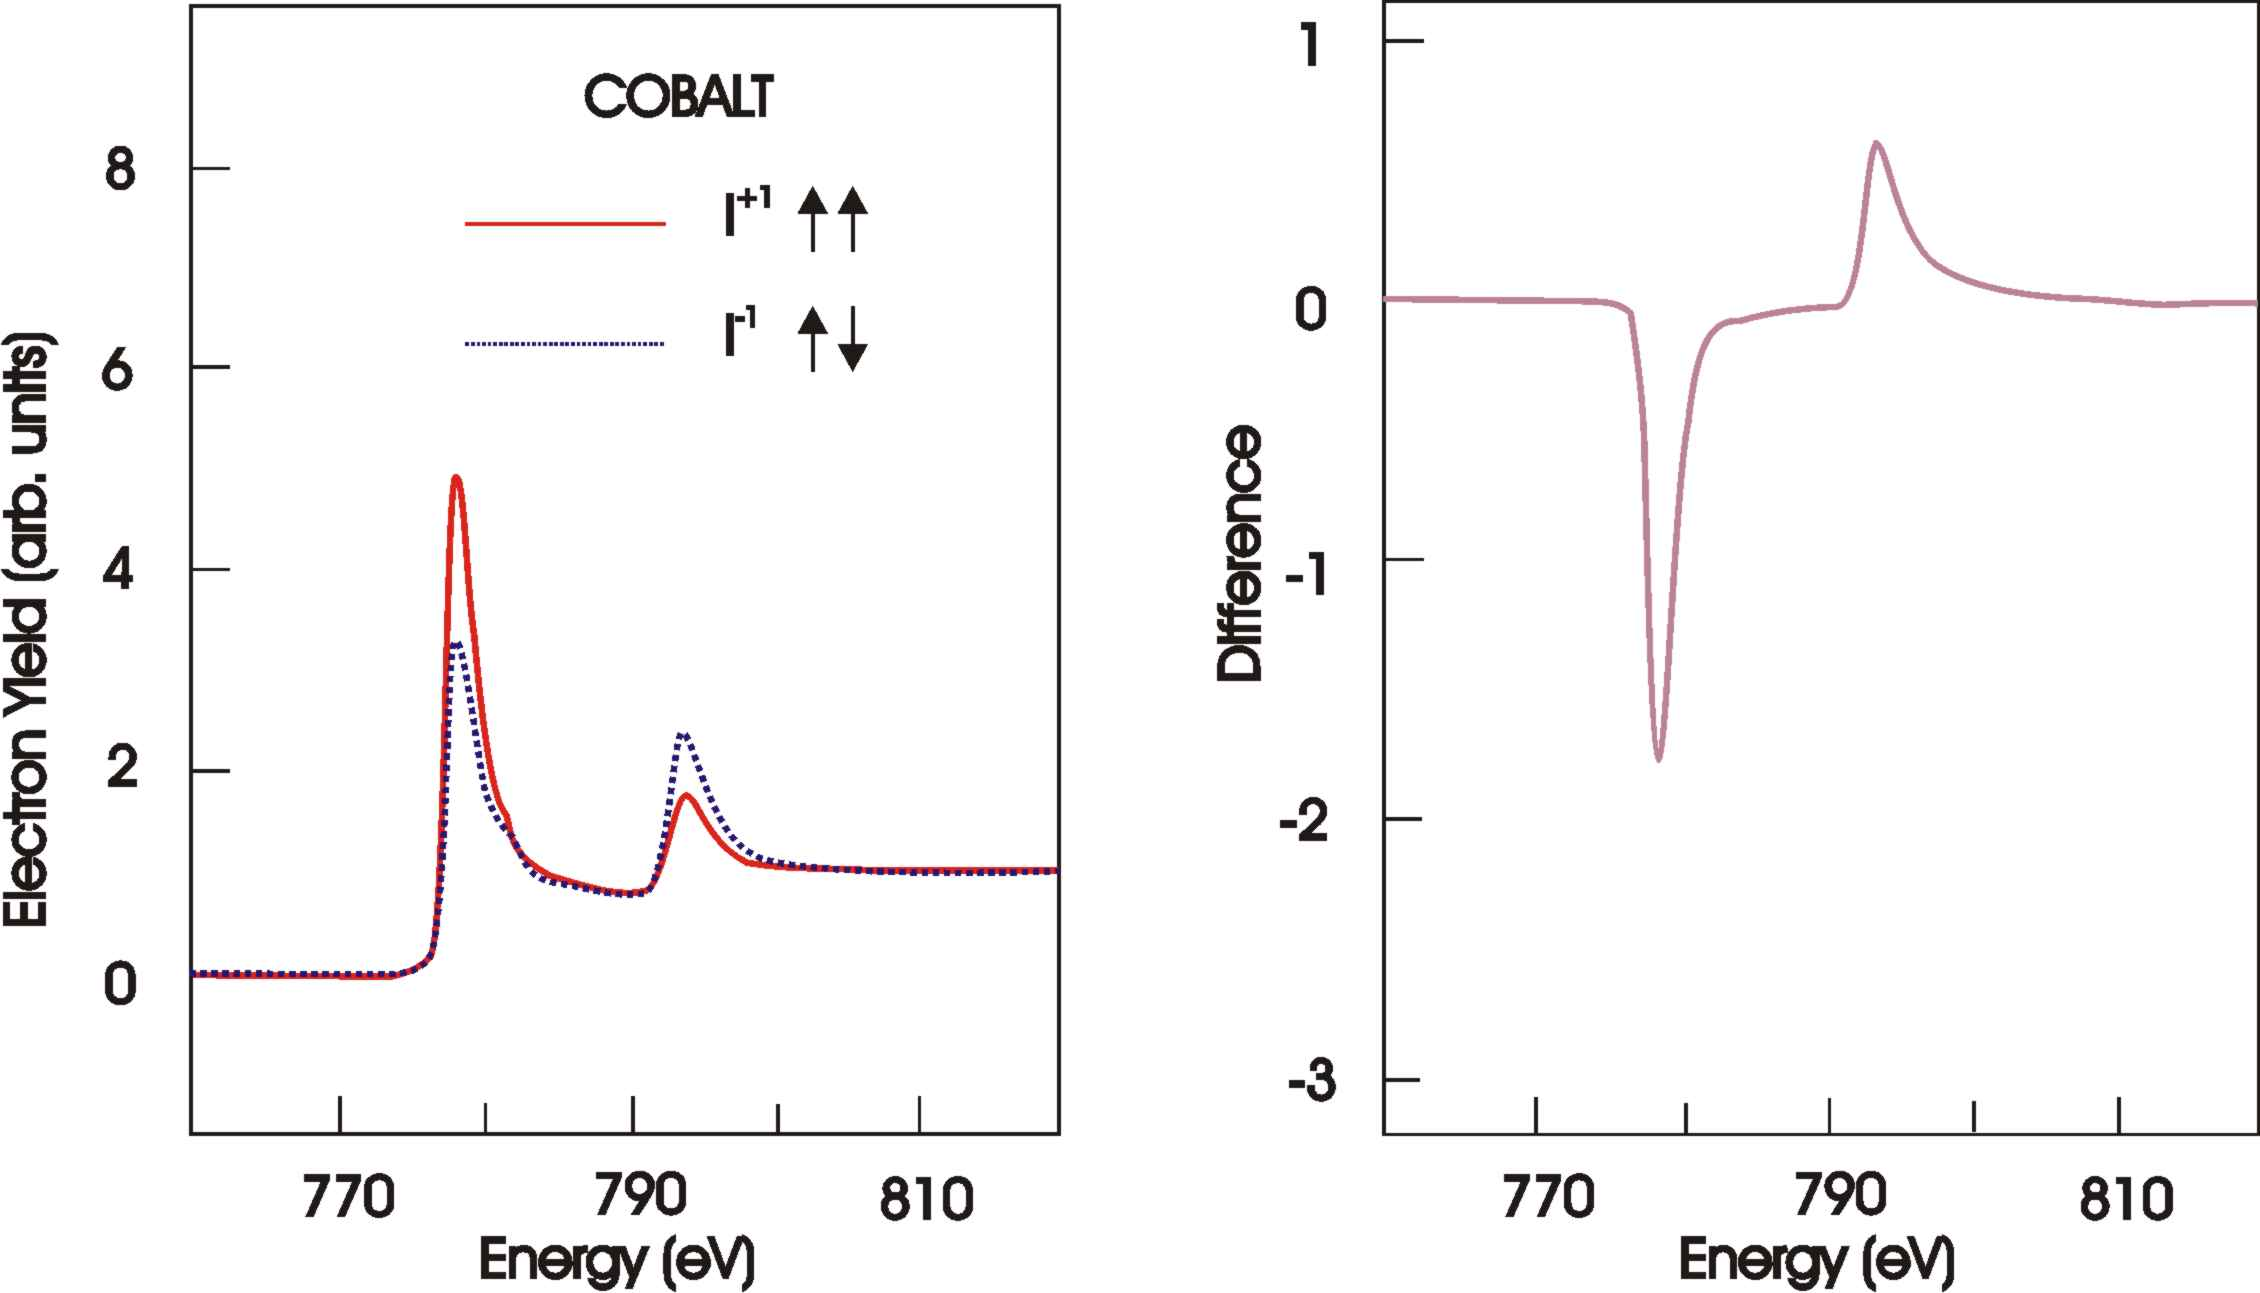 COBALT
I+1
I-1
Electron Yield (arb. units)
8
6
4
2
0
770 790 810
Energy (eV)
Difference
1
0
-1
-2
-3
770 790 810
Energy (eV)